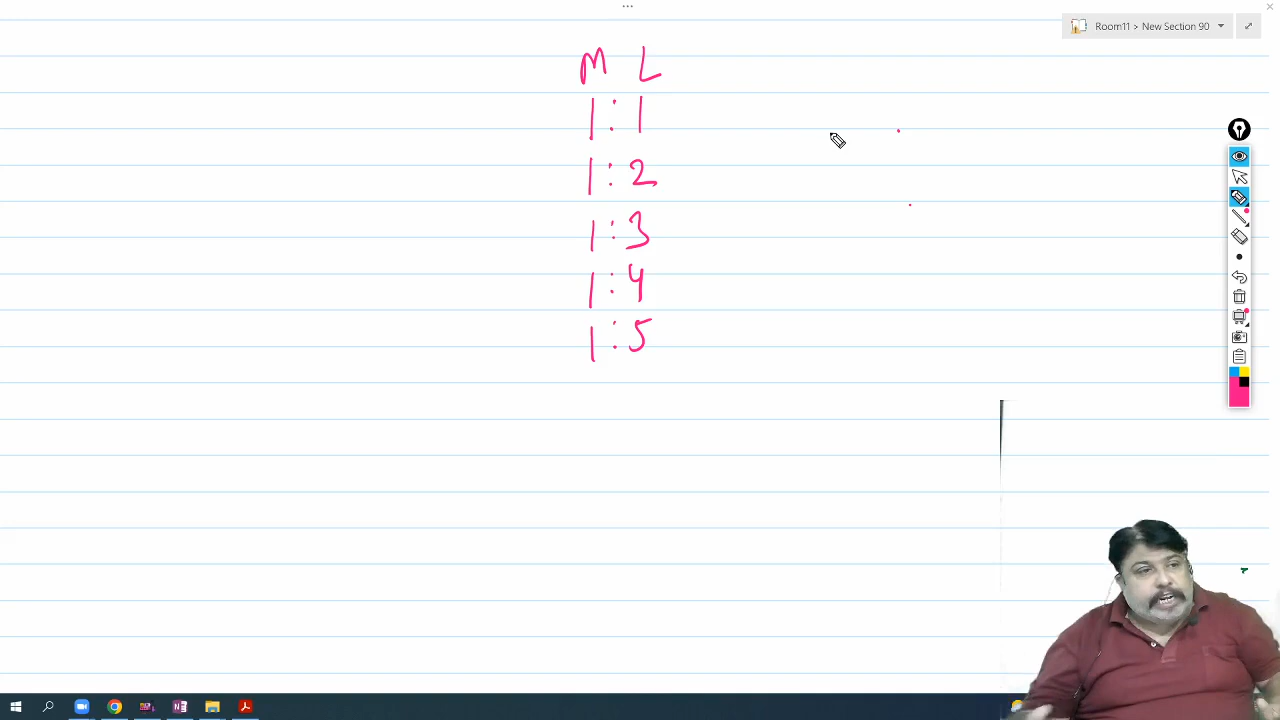 Room11 > New Section 90
M L
1 : 1
1 : 2
1 : 3
1 : 4
1 : 5